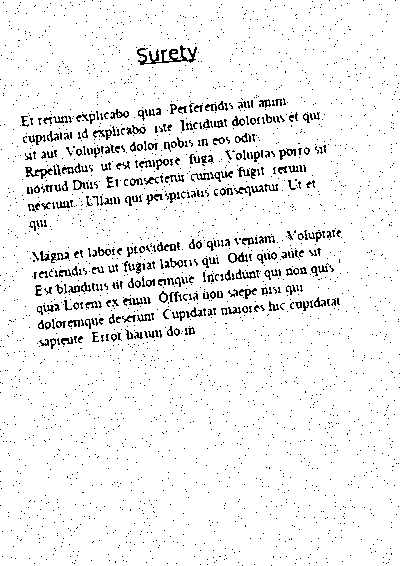 Surety
Et rerum explicabo quia. Perferendis aut anim
cupidatat id explicabo iste. Incidunt doloribus et qui
sit aut. Voluptates dolor nobis in eos odit.
Repellendus ut est tempore fuga. Voluptas porro sit
nostrud Duis. Et consectetur cumque fugit rerum
nesciunt. Ullam qui perspiciatis consequatur. Ut et
qui.
Magna et labore provident do quia veniam. Voluptate
reiciendis eu ut fugiat laboris qui. Odit quo aute sit.
Est blanditiis ut doloremque. Incididunt qui non quis
quia Lorem ex enim. Officia non saepe nisi qui
doloremque deserunt. Cupidatat maiores hic cupidatat
sapiente. Error harum do in